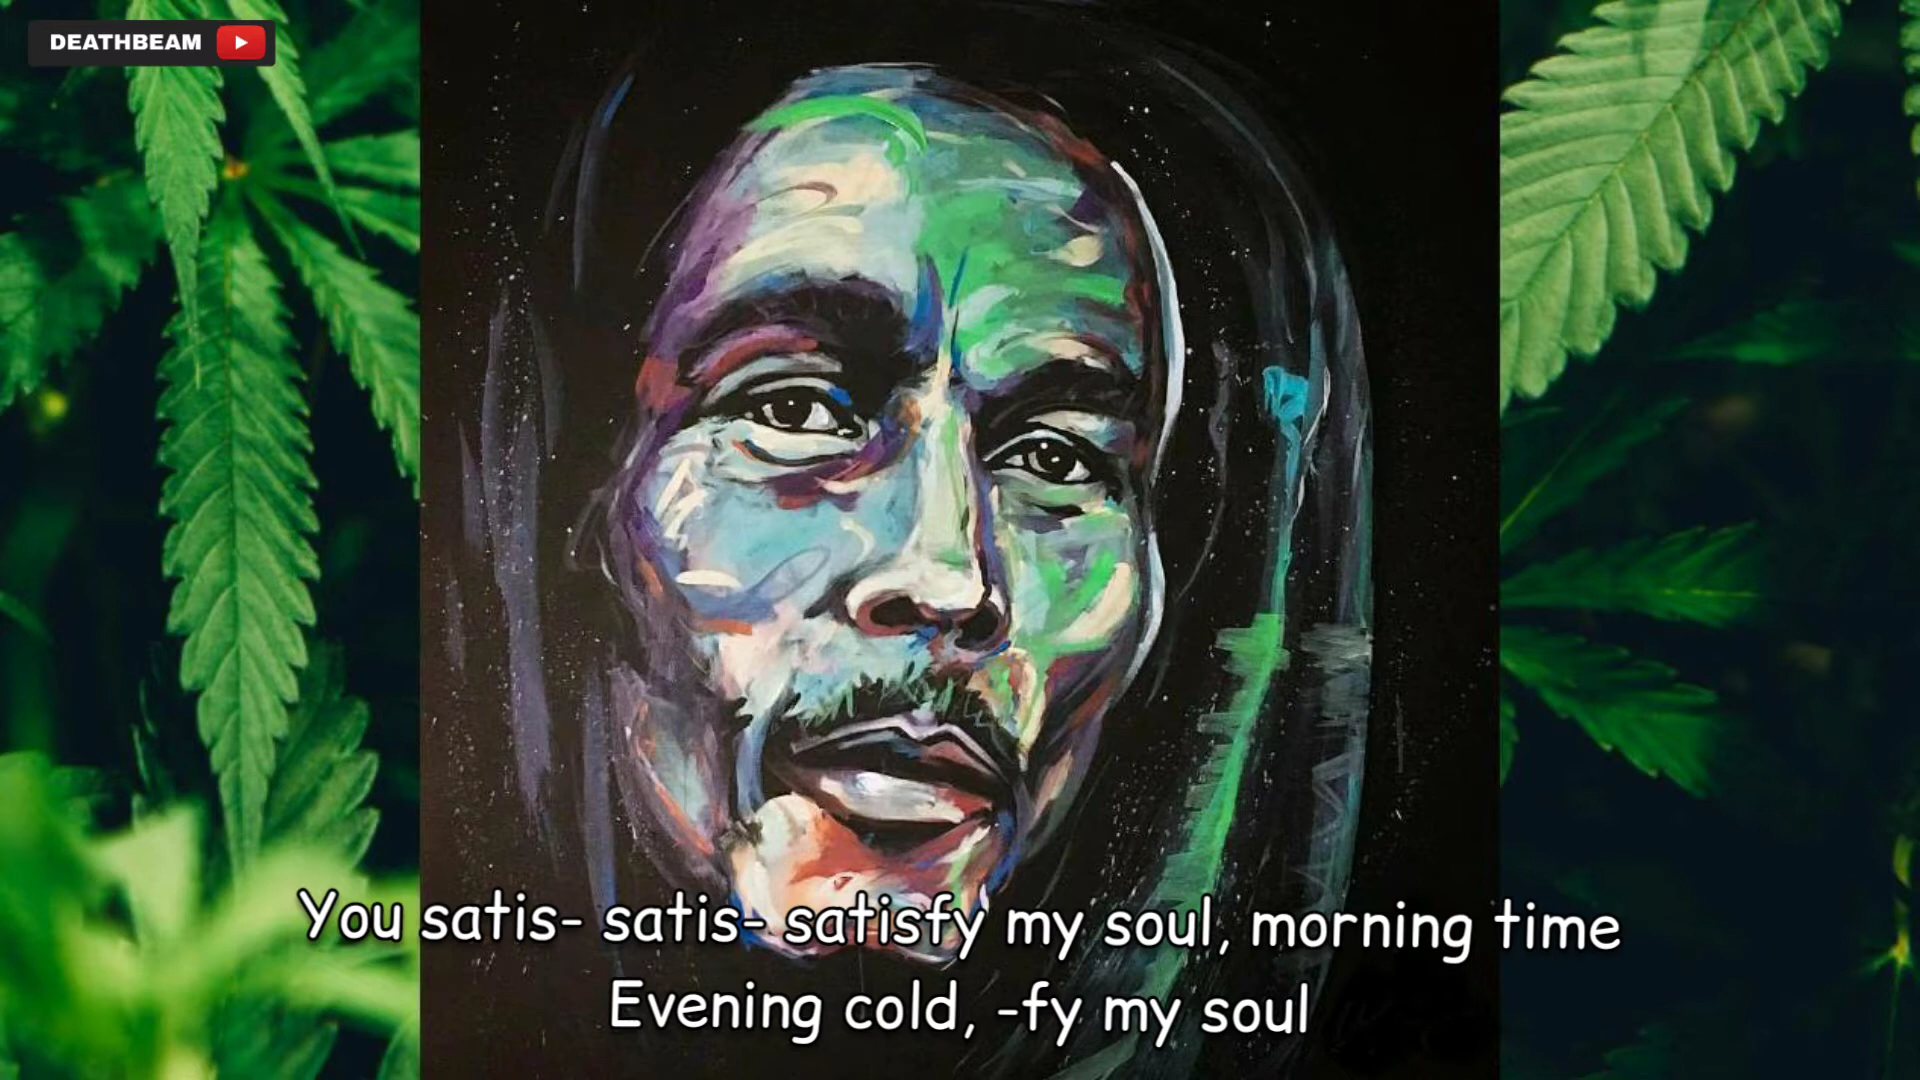 DEATHBEAM
You satis- satis- satisfy my soul, morning time
Evening cold, -fy my soul